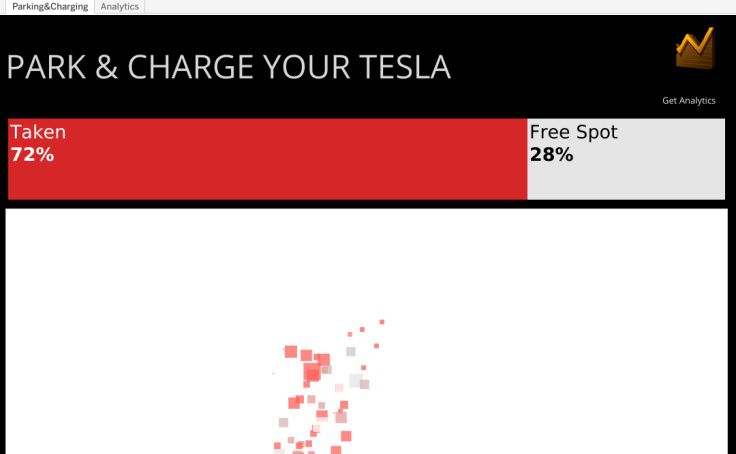 Parking&Charging Analytics
PARK & CHARGE YOUR TESLA
Get Analytics
Taken
72%
Free Spot
28%